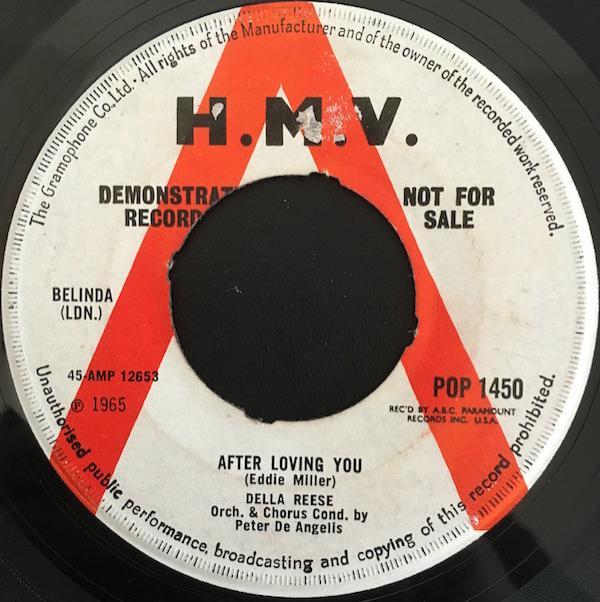 The Gramophone Co. Ltd. · All rights of the Manufacturer and of the owner of the recorded work reserved.
H.M.V.
DEMONSTRAT
RECORD
NOT FOR
SALE
BELINDA
(LDN.)
45-AMP 12653
℗ 1965
POP 1450
REC'D BY A.B.C. PARAMOUNT
RECORDS INC. U.S.A.
AFTER LOVING YOU
(Eddie Miller)
DELLA REESE
Orch. & Chorus Cond. by
Peter De Angelis
Unauthorised public performance, broadcasting and copying of this record prohibited.